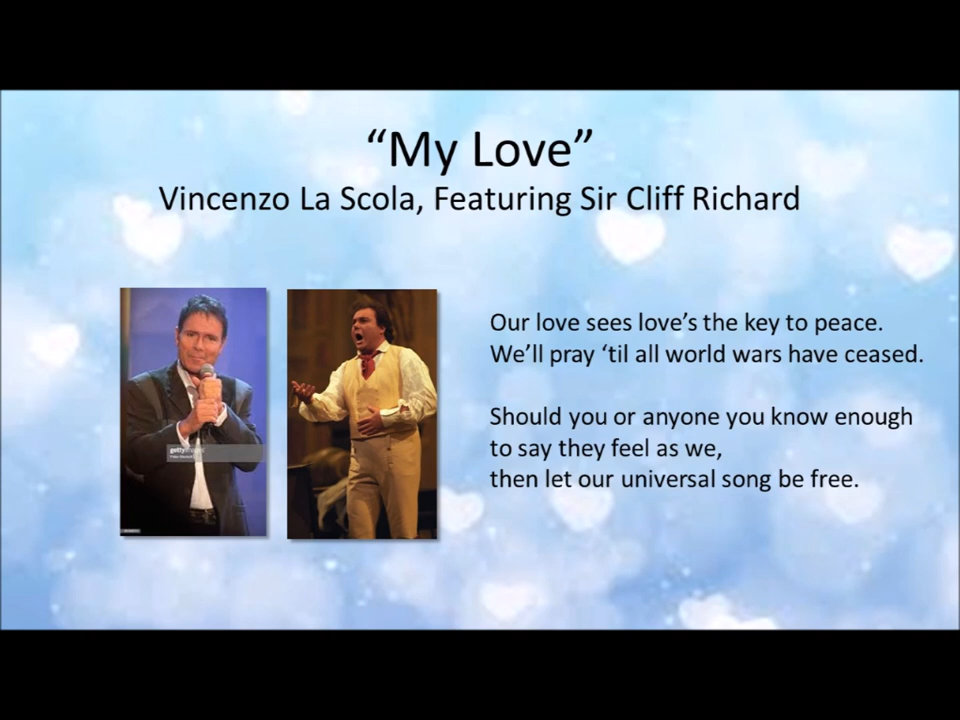 “My Love”
Vincenzo La Scola, Featuring Sir Cliff Richard
Our love sees love’s the key to peace.
We’ll pray ‘til all world wars have ceased.
Should you or anyone you know enough
to say they feel as we,
then let our universal song be free.
gettyimages